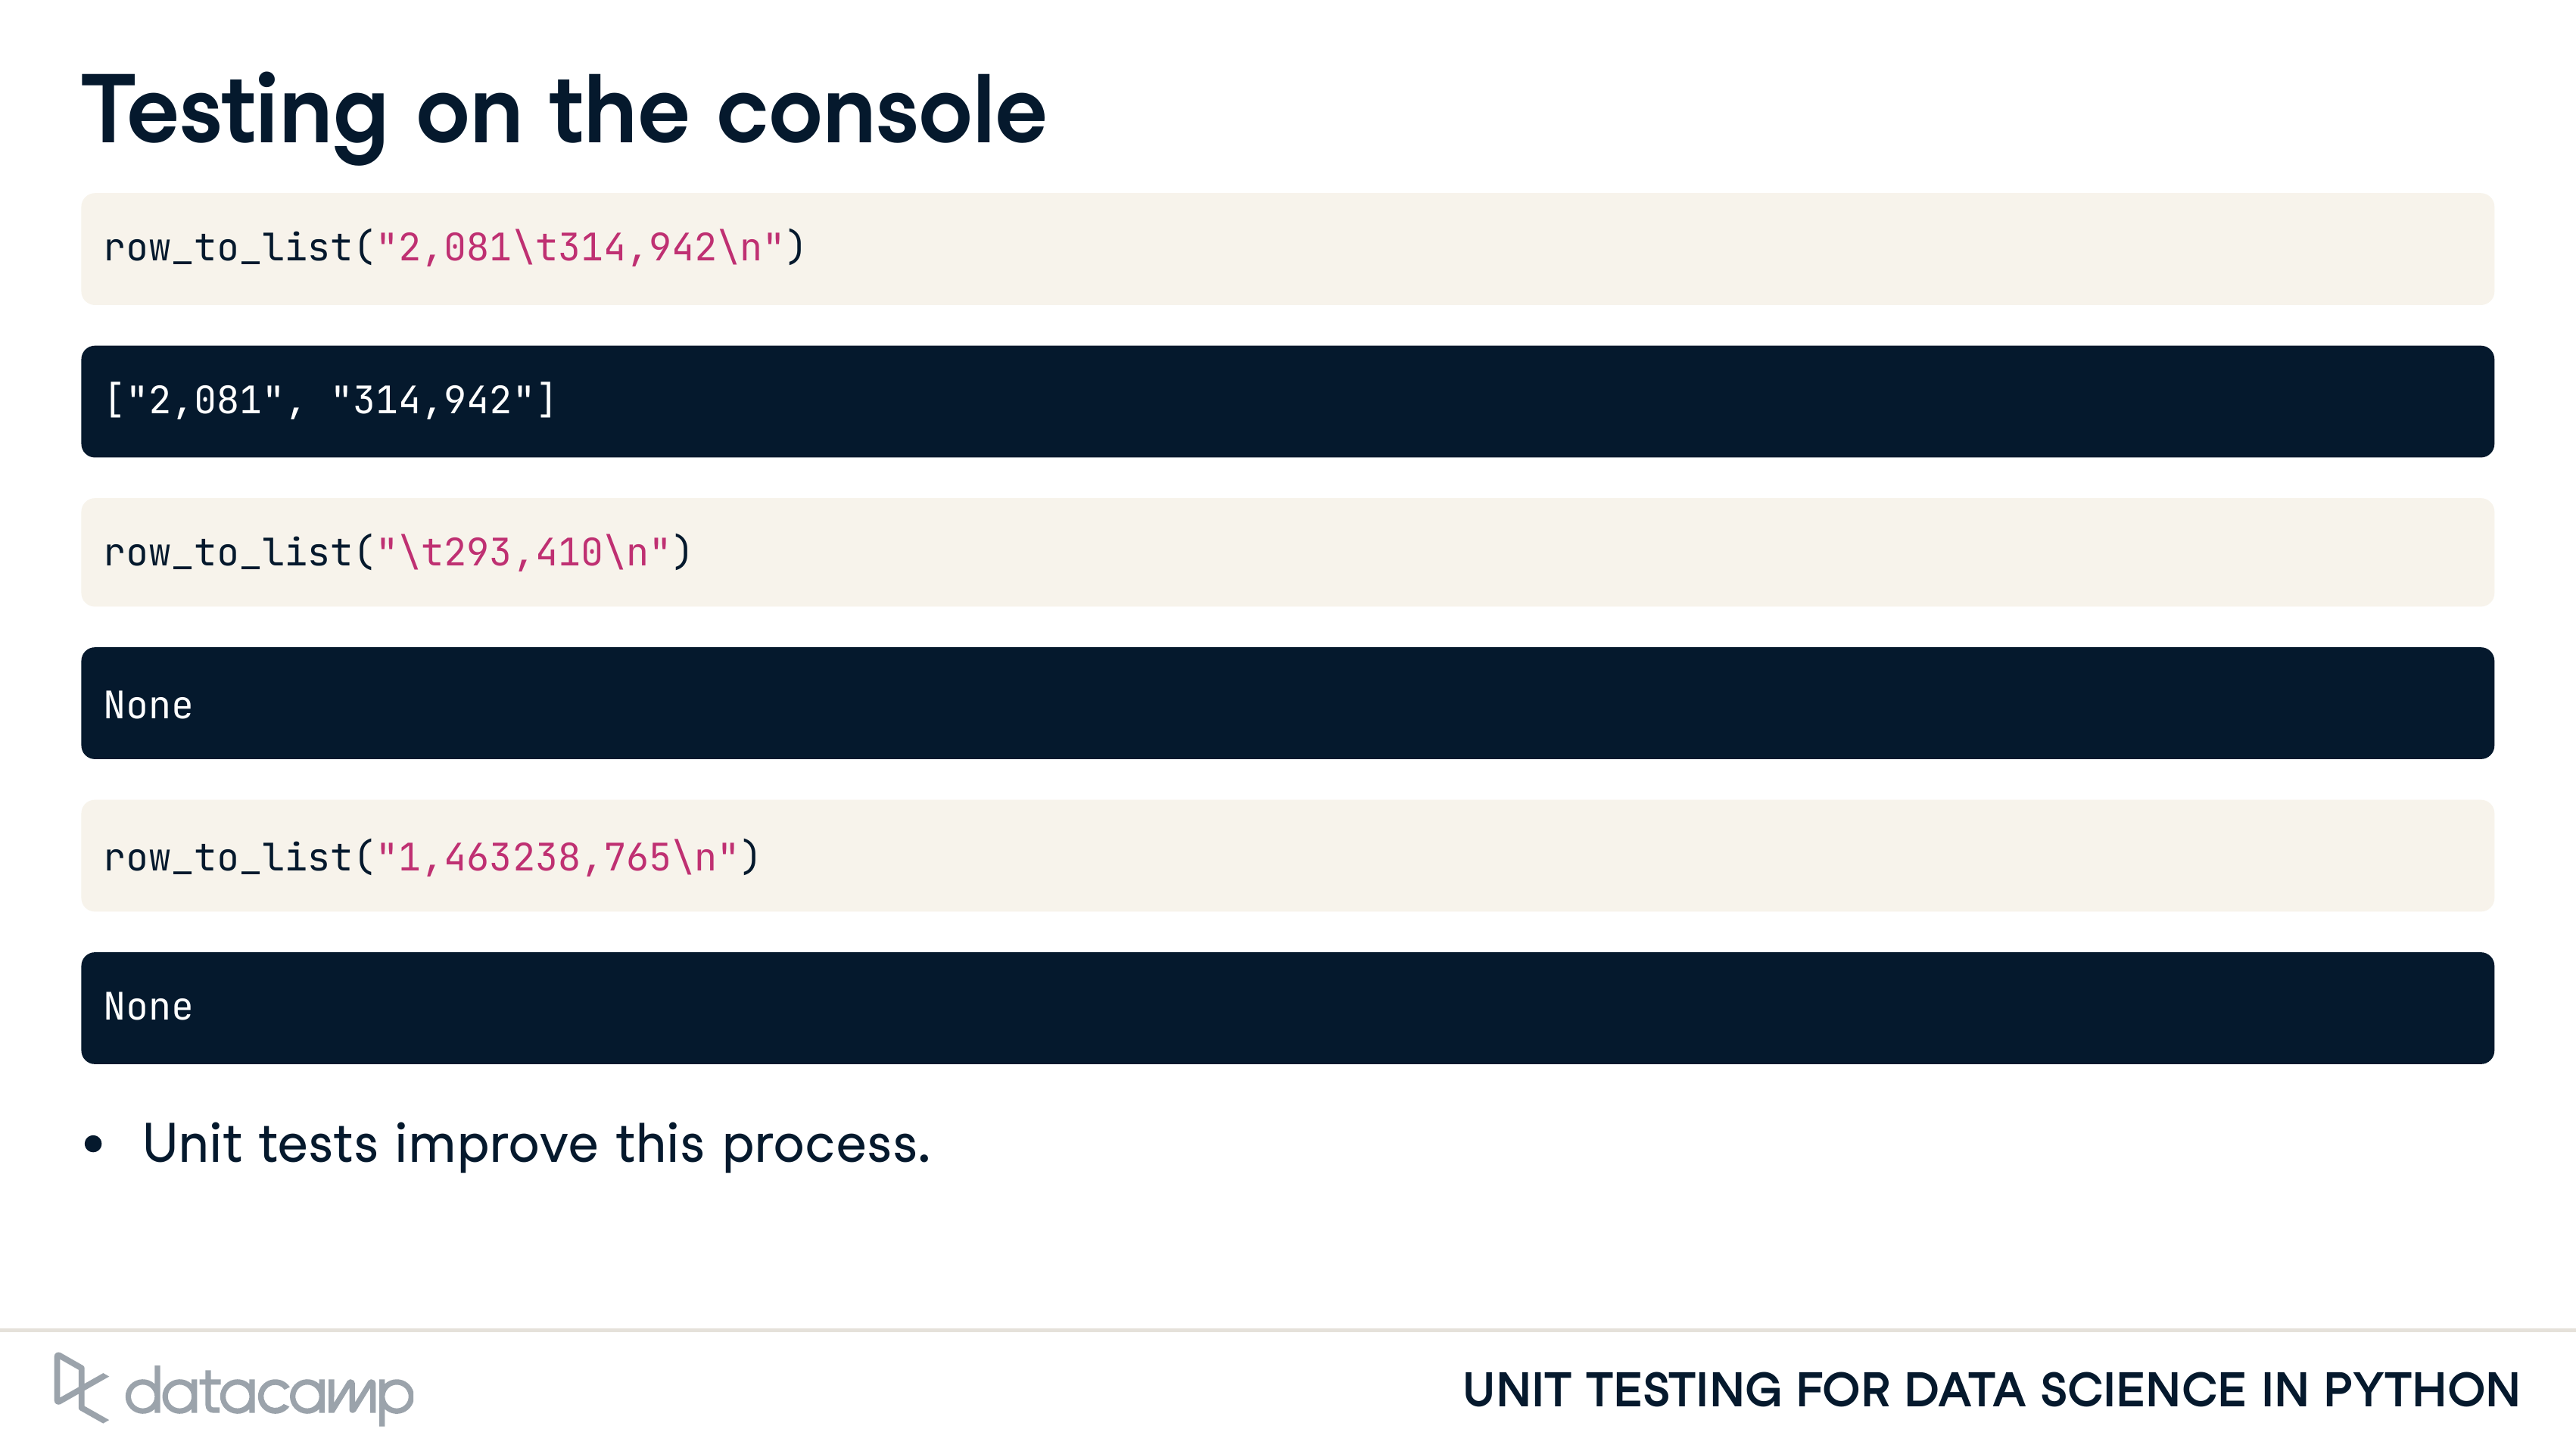 Testing on the console
row_to_list("2,081\t314,942\n")
["2,081", "314,942"]
row_to_list("\t293,410\n")
None
row_to_list("1,463238,765\n")
None
• Unit tests improve this process.
datacamp
UNIT TESTING FOR DATA SCIENCE IN PYTHON